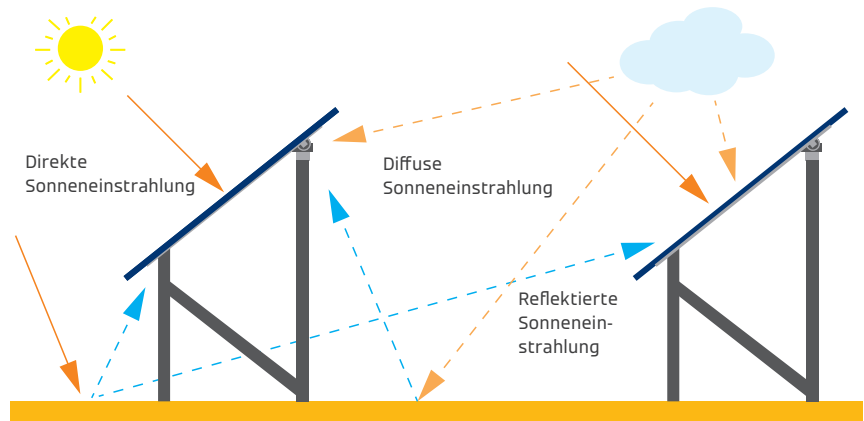 Direkte
Sonneneinstrahlung
Diffuse
Sonneneinstrahlung
Reflektierte
Sonnenein-
strahlung